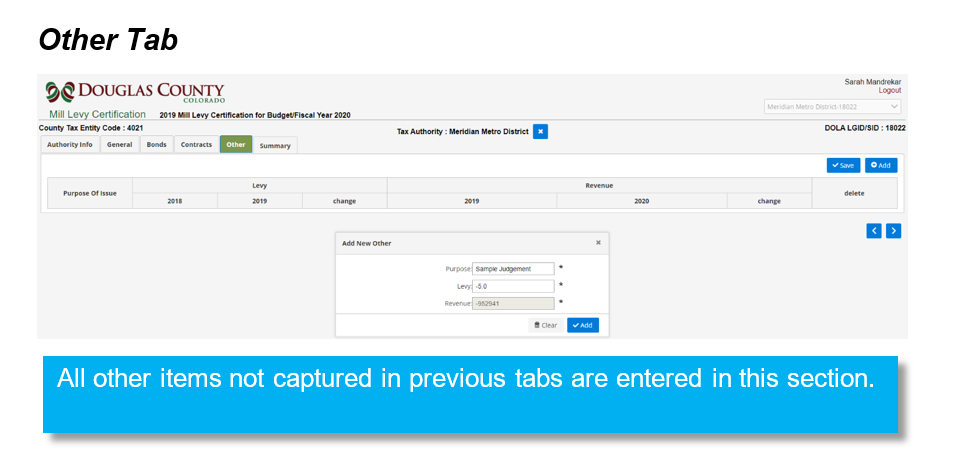 Other Tab
DOUGLAS COUNTY
COLORADO
Sarah Mandrekar
Logout
Mill Levy Certification 2019 Mill Levy Certification for Budget/Fiscal Year 2020
Meridian Metro District-18022
County Tax Entity Code : 4021
Tax Authority : Meridian Metro District
DOLA LGID/SID : 18022
Authority Info General Bonds Contracts Other Summary
Save Add
Purpose Of Issue Levy Revenue delete
2018 2019 change 2019 2020 change
Add New Other
Purpose: Sample Judgement *
Levy: -5.0 *
Revenue: -982941 *
Clear Add
All other items not captured in previous tabs are entered in this section.